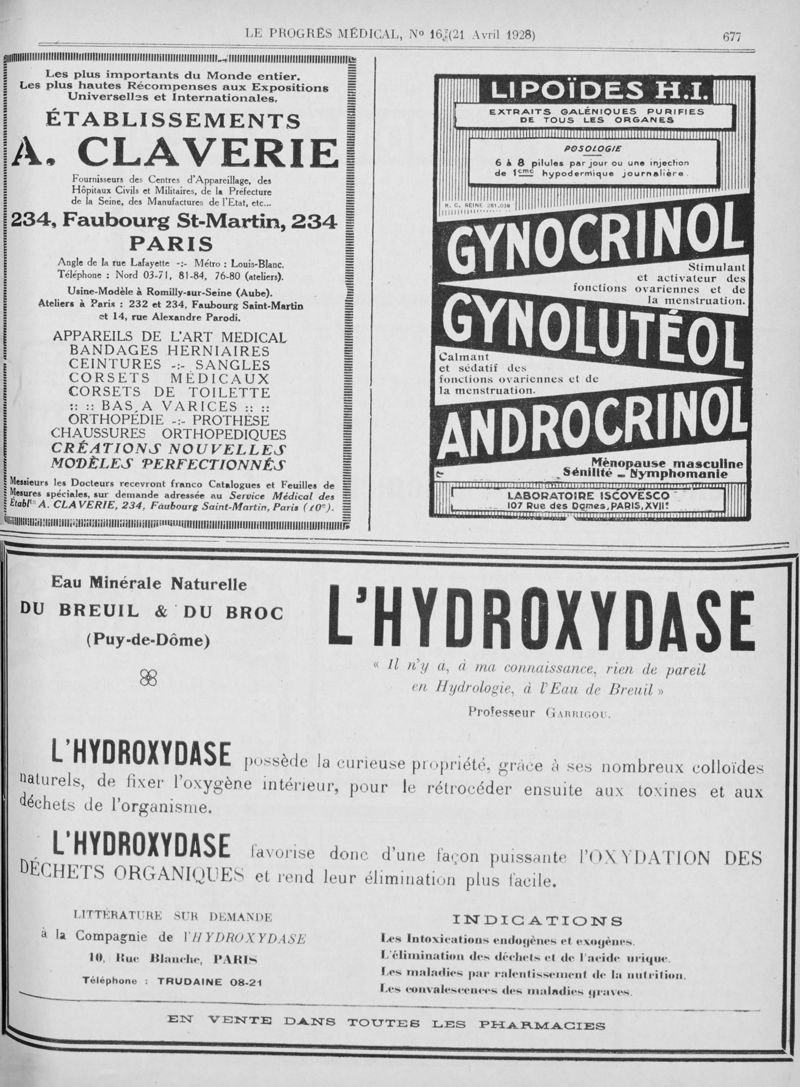 LE PROGRÈS MÉDICAL, No 16 (21 Avril 1928)
677
Les plus importants du Monde entier.
Les plus hautes Récompenses aux Expositions
Universelles et Internationales.
ÉTABLISSEMENTS
A. CLAVERIE
Fournisseurs des Centres d'Appareillage, des
Hôpitaux Civils et Militaires, de la Préfecture
de la Seine, des Manufactures de l'Etat, etc...
234, Faubourg St-Martin, 234
PARIS
Angle de la rue Lafayette -:- Métro : Louis-Blanc.
Téléphone : Nord 03-71, 81-84, 76-80 (ateliers).
Usine-Modèle à Romilly-sur-Seine (Aube).
Ateliers à Paris : 232 et 234, Faubourg Saint-Martin
et 14, rue Alexandre Parodi.
APPAREILS DE L'ART MEDICAL
BANDAGES HERNIAIRES
CEINTURES -:- SANGLES
CORSETS MÉDICAUX
CORSETS DE TOILETTE
:: :: BAS A VARICES :: ::
ORTHOPÉDIE -:- PROTHÈSE
CHAUSSURES ORTHOPEDIQUES
CRÉATIONS NOUVELLES
MODÈLES PERFECTIONNÉS
Messieurs les Docteurs recevront franco Catalogues et Feuilles de
Mesures spéciales, sur demande adressée au Service Médical des
Établts A. CLAVERIE, 234, Faubourg Saint-Martin, Paris (10e).
LIPOÏDES H.I.
EXTRAITS GALÉNIQUES PURIFIES
DE TOUS LES ORGANES
POSOLOGIE
6 à 8 pilules par jour ou une injection
de 1cmc hypodermique journalière.
R. C. SEINE 281.038
GYNOCRINOL
Stimulant
et activateur des
fonctions ovariennes et de
la menstruation.
GYNOLUTÉOL
Calmant
et sédatif des
fonctions ovariennes et de
la menstruation.
ANDROCRINOL
Ménopause masculine
Sénilité - Nymphomanie
LABORATOIRE ISCOVESCO
107 Rue des Dames, PARIS, XVIIe
Eau Minérale Naturelle
DU BREUIL & DU BROC
(Puy-de-Dôme)
L'HYDROXYDASE
« Il n'y a, à ma connaissance, rien de pareil
en Hydrologie, à l'Eau de Breuil »
Professeur GARRIGOU.
L'HYDROXYDASE possède la curieuse propriété, grâce à ses nombreux colloïdes
naturels, de fixer l'oxygène intérieur, pour le rétrocéder ensuite aux toxines et aux
déchets de l'organisme.
L'HYDROXYDASE favorise donc d'une façon puissante l'OXYDATION DES
DÉCHETS ORGANIQUES et rend leur élimination plus facile.
LITTÉRATURE SUR DEMANDE
à la Compagnie de l'HYDROXYDASE
10, Rue Blanche, PARIS
Téléphone : TRUDAINE 08-21
INDICATIONS
Les Intoxications endogènes et exogènes.
L'élimination des déchets et de l'acide urique.
Les maladies par ralentissement de la nutrition.
Les convalescences des maladies graves.
EN VENTE DANS TOUTES LES PHARMACIES